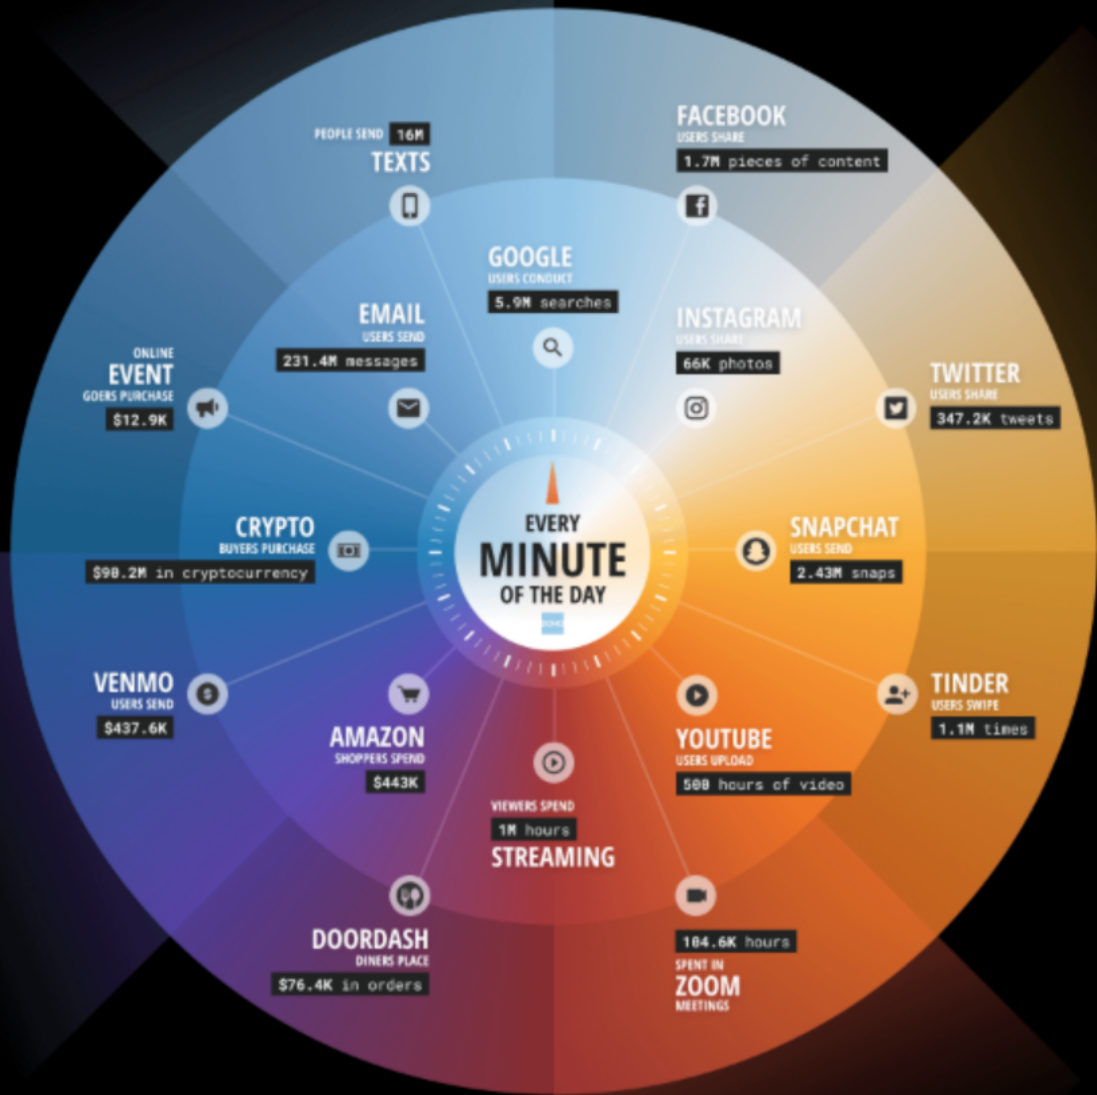 PEOPLE SEND 16M
TEXTS
FACEBOOK
USERS SHARE
1.7M pieces of content
GOOGLE
USERS CONDUCT
5.9M searches
EMAIL
USERS SEND
231.4M messages
INSTAGRAM
USERS SHARE
66K photos
ONLINE
EVENT
GOERS PURCHASE
$12.9K
TWITTER
USERS SHARE
347.2K tweets
CRYPTO
BUYERS PURCHASE
$90.2M in cryptocurrency
EVERY
MINUTE
OF THE DAY
DOMO
SNAPCHAT
USERS SEND
2.43M snaps
VENMO
USERS SEND
$437.6K
AMAZON
SHOPPERS SPEND
$443K
VIEWERS SPEND
1M hours
STREAMING
YOUTUBE
USERS UPLOAD
500 hours of video
TINDER
USERS SWIPE
1.1M times
DOORDASH
DINERS PLACE
$76.4K in orders
104.6K hours
SPENT IN
ZOOM
MEETINGS